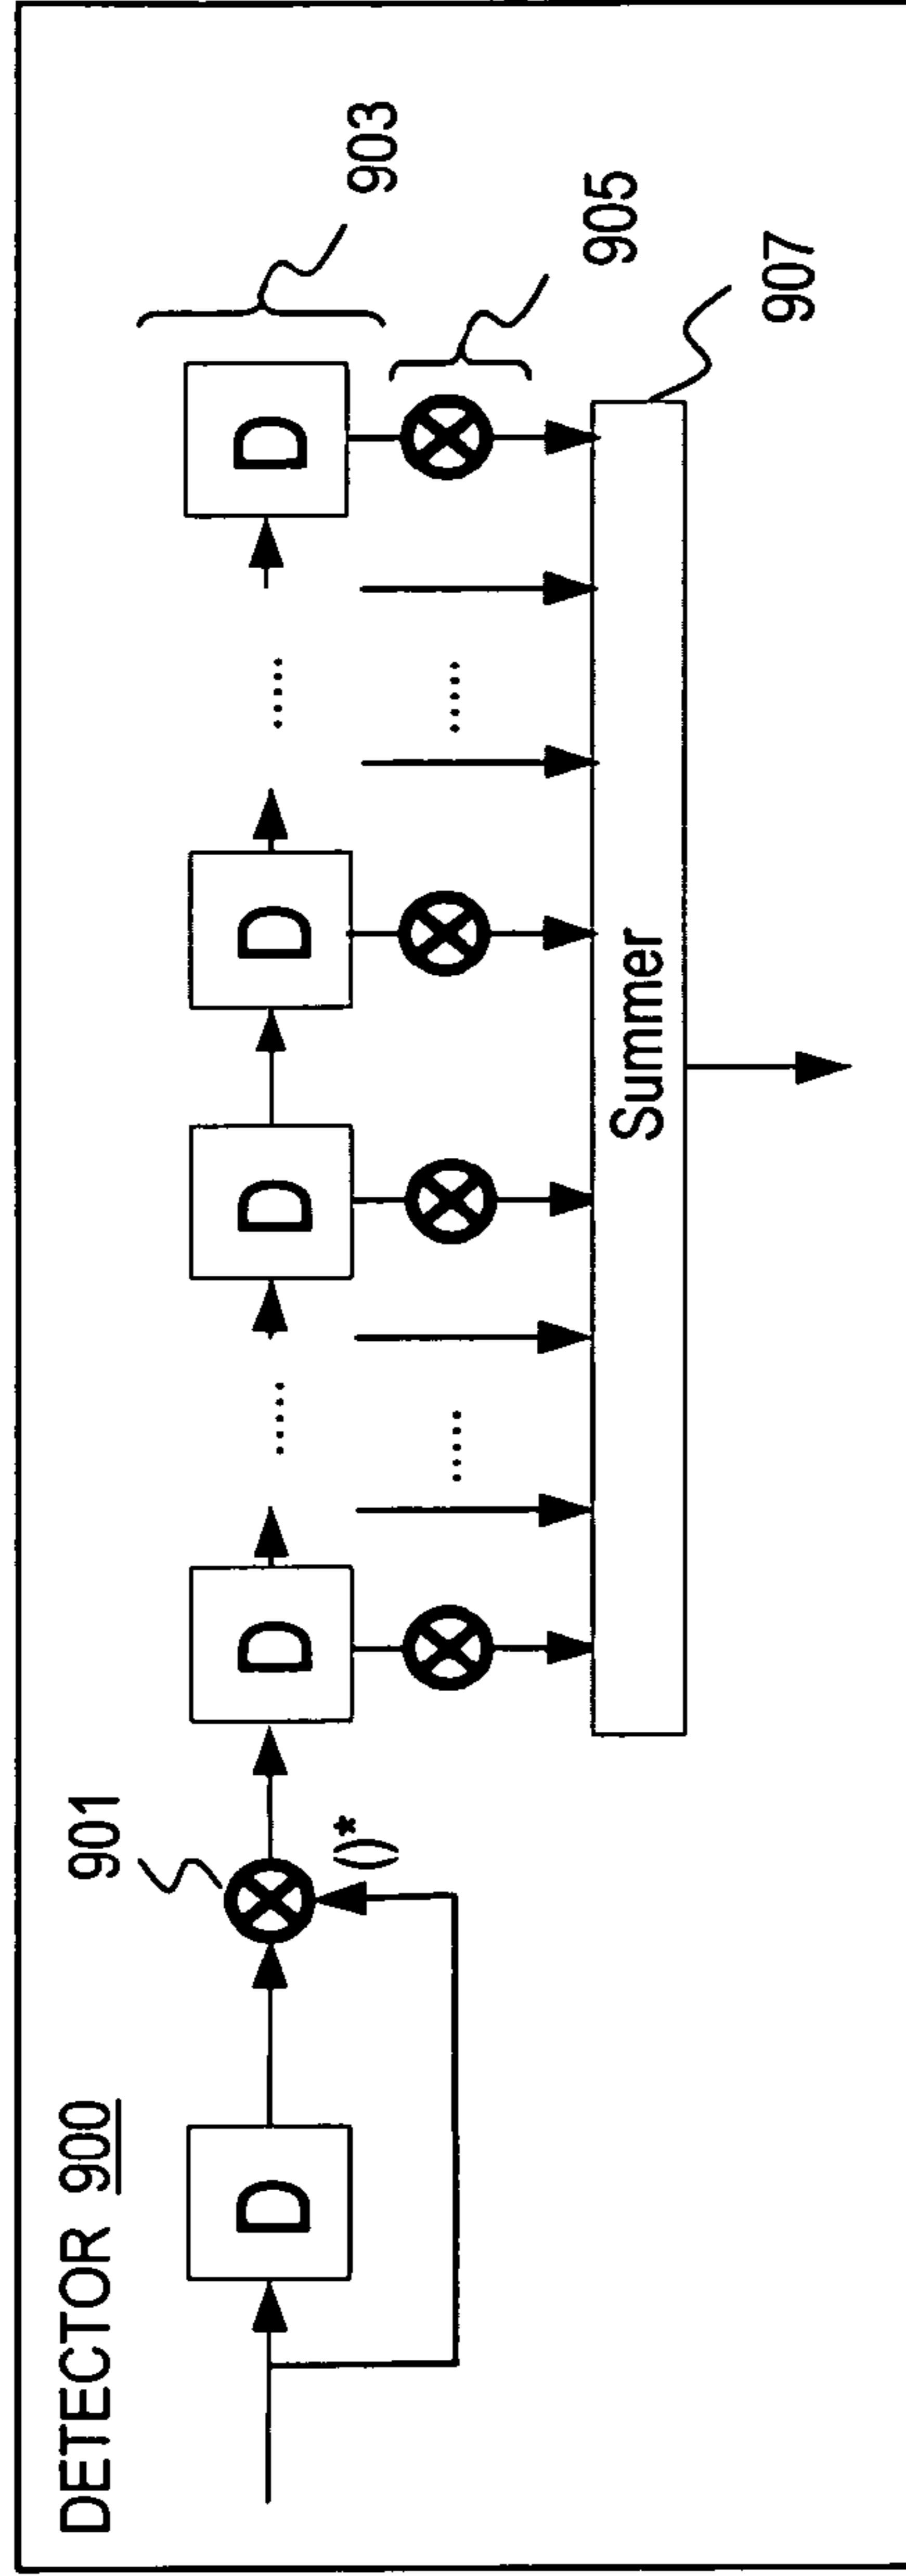 DETECTOR 900
901
903
905
907
D
()*
D
.....
D
D
.....
D
.....
.....
Summer